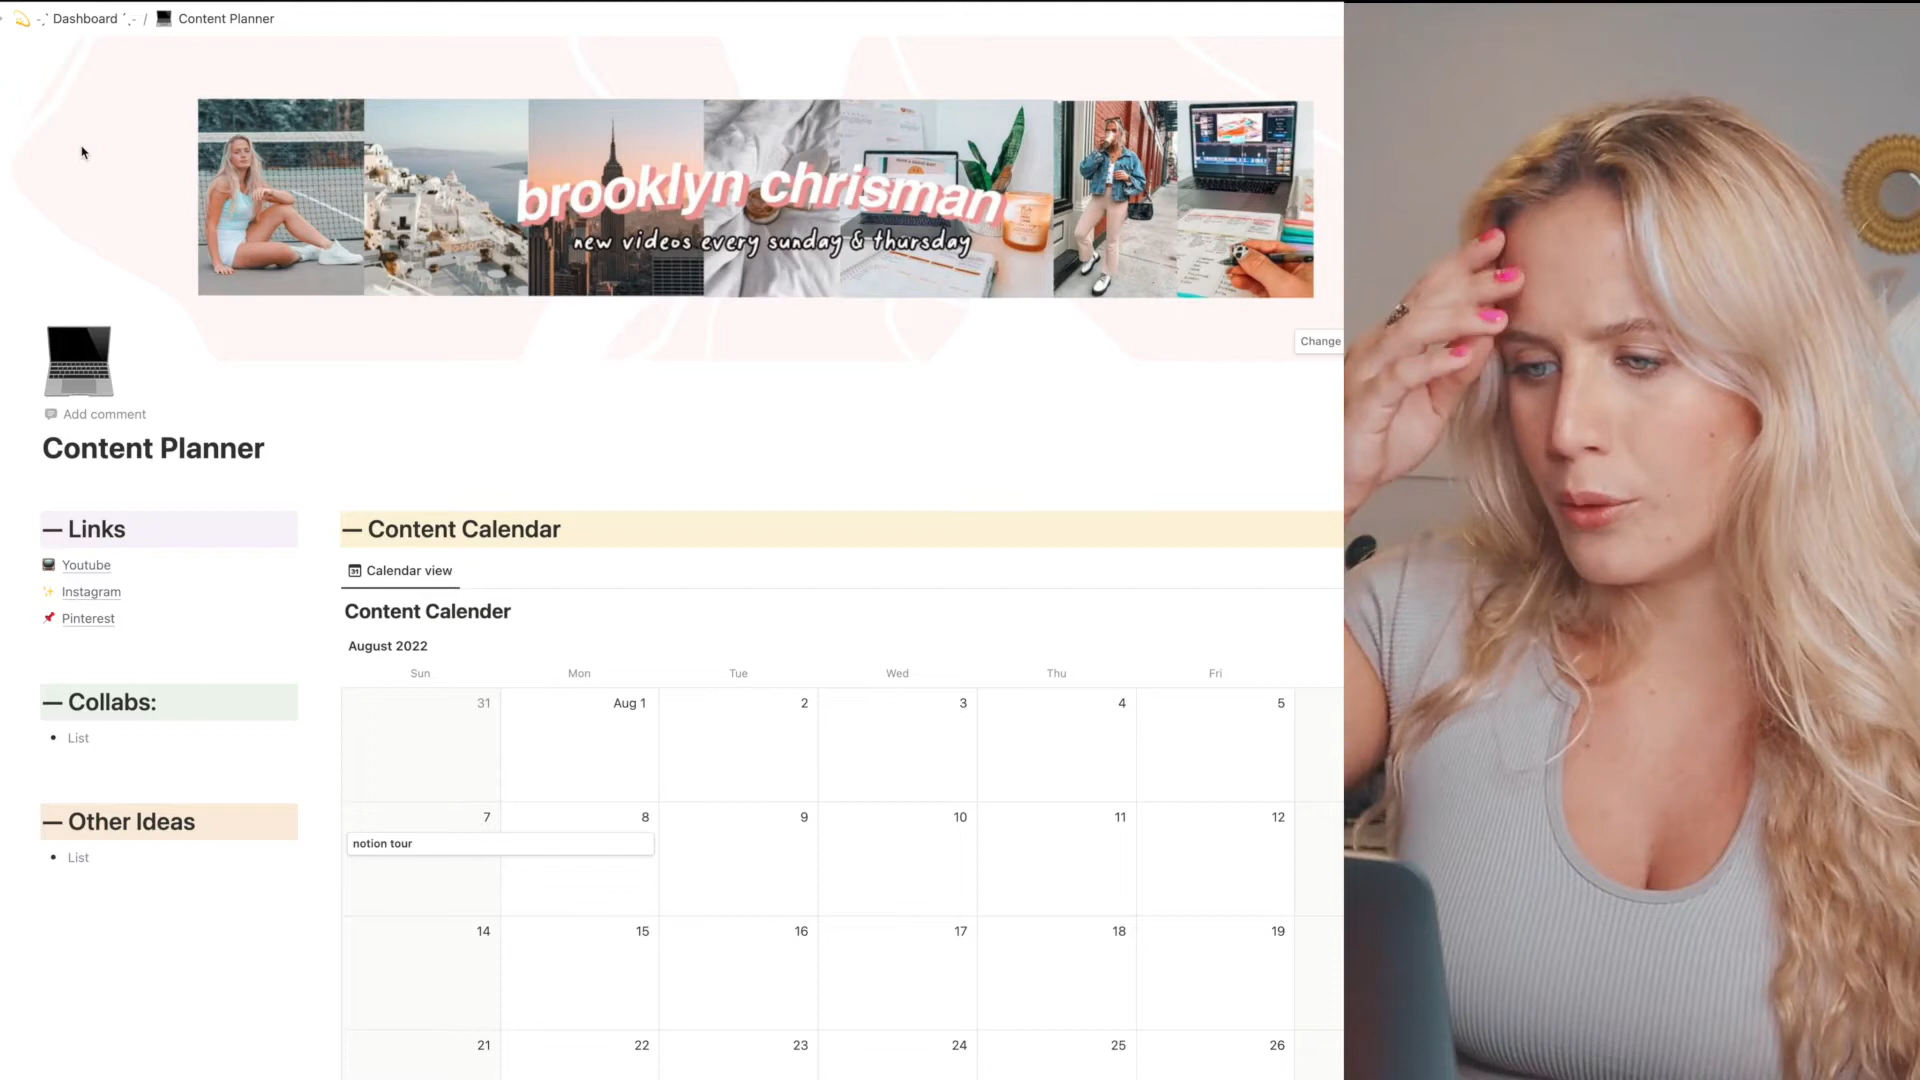 -ˏˋ Dashboard ˊˎ- / Content Planner
brooklyn chrisman
new videos every sunday & thursday
Change
Add comment
Content Planner
— Links
Youtube
Instagram
Pinterest
— Collabs:
• List
— Other Ideas
• List
— Content Calendar
31 Calendar view
Content Calender
August 2022
Sun Mon Tue Wed Thu Fri
31 Aug 1 2 3 4 5
7 8 9 10 11 12
notion tour
14 15 16 17 18 19
21 22 23 24 25 26